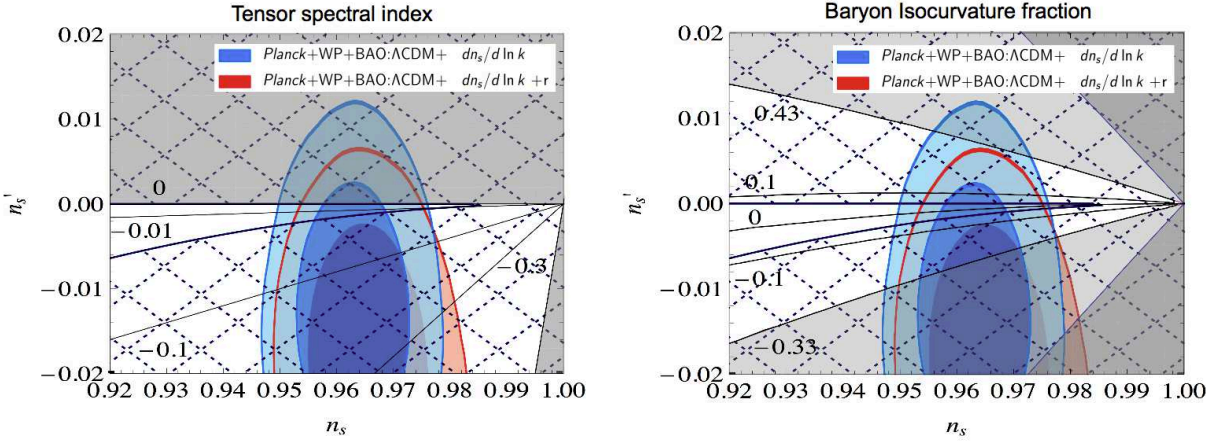 Tensor spectral index
0.02
0.01
0.00
−0.01
−0.02
n_s'
Planck+WP+BAO:ΛCDM+ dn_s/d ln k
Planck+WP+BAO:ΛCDM+ dn_s/d ln k +r
0
−0.01
−0.3
−0.1
0.92 0.93 0.94 0.95 0.96 0.97 0.98 0.99 1.00
n_s
Baryon Isocurvature fraction
0.02
0.01
0.00
−0.01
−0.02
n_s'
Planck+WP+BAO:ΛCDM+ dn_s/d ln k
Planck+WP+BAO:ΛCDM+ dn_s/d ln k +r
0.43
0.1
0
−0.1
−0.33
0.92 0.93 0.94 0.95 0.96 0.97 0.98 0.99 1.00
n_s